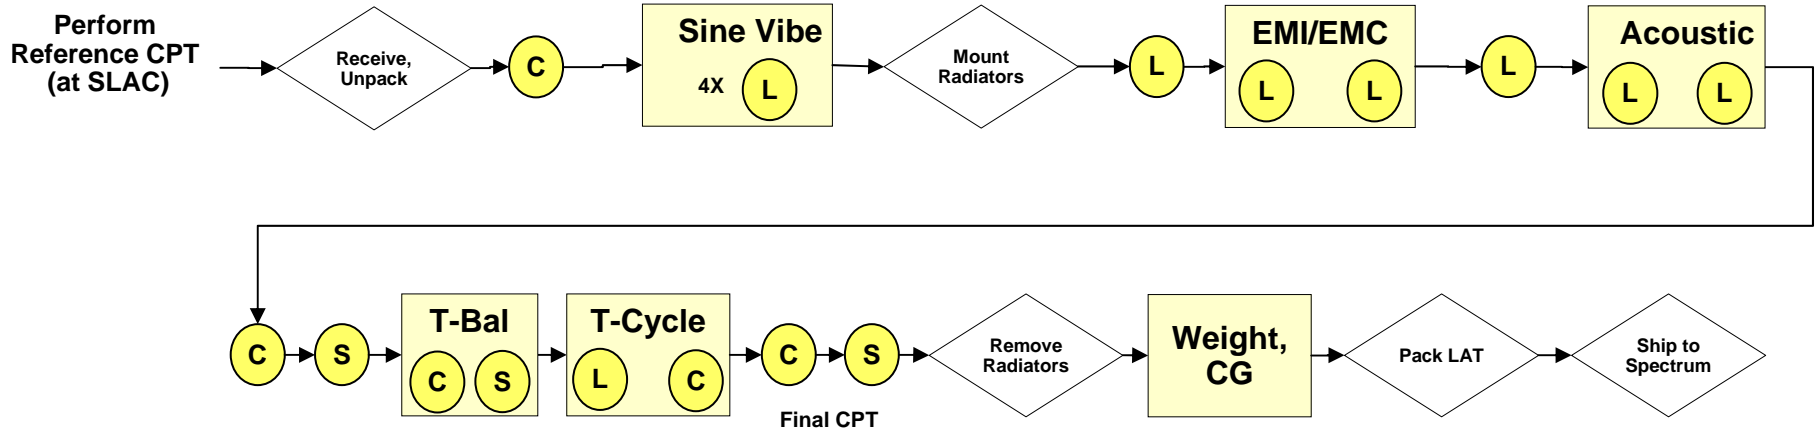 Perform
Reference CPT
(at SLAC)
Receive,
Unpack
C
Sine Vibe
4X
L
Mount
Radiators
L
EMI/EMC
L
L
L
Acoustic
L
L
C
S
T-Bal
C
S
T-Cycle
L
C
C
S
Final CPT
Remove
Radiators
Weight,
CG
Pack LAT
Ship to
Spectrum